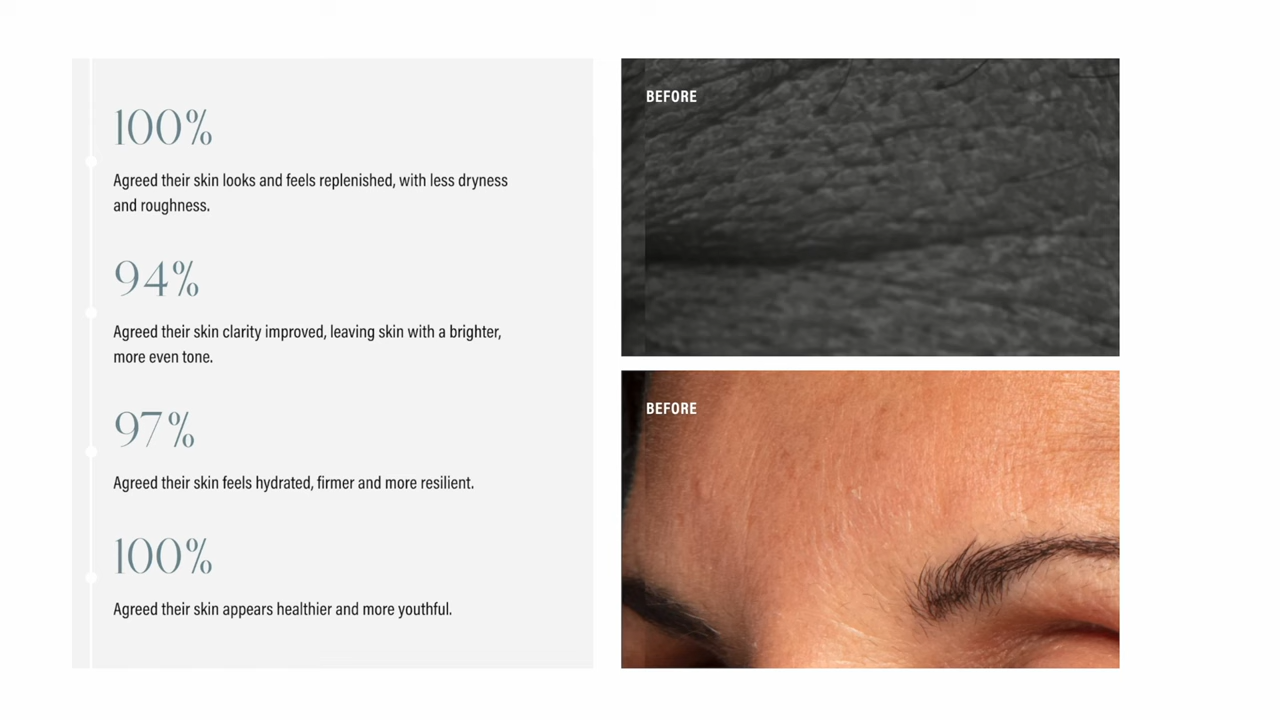 100%
Agreed their skin looks and feels replenished, with less dryness
and roughness.
94%
Agreed their skin clarity improved, leaving skin with a brighter,
more even tone.
97%
Agreed their skin feels hydrated, firmer and more resilient.
100%
Agreed their skin appears healthier and more youthful.
BEFORE
BEFORE